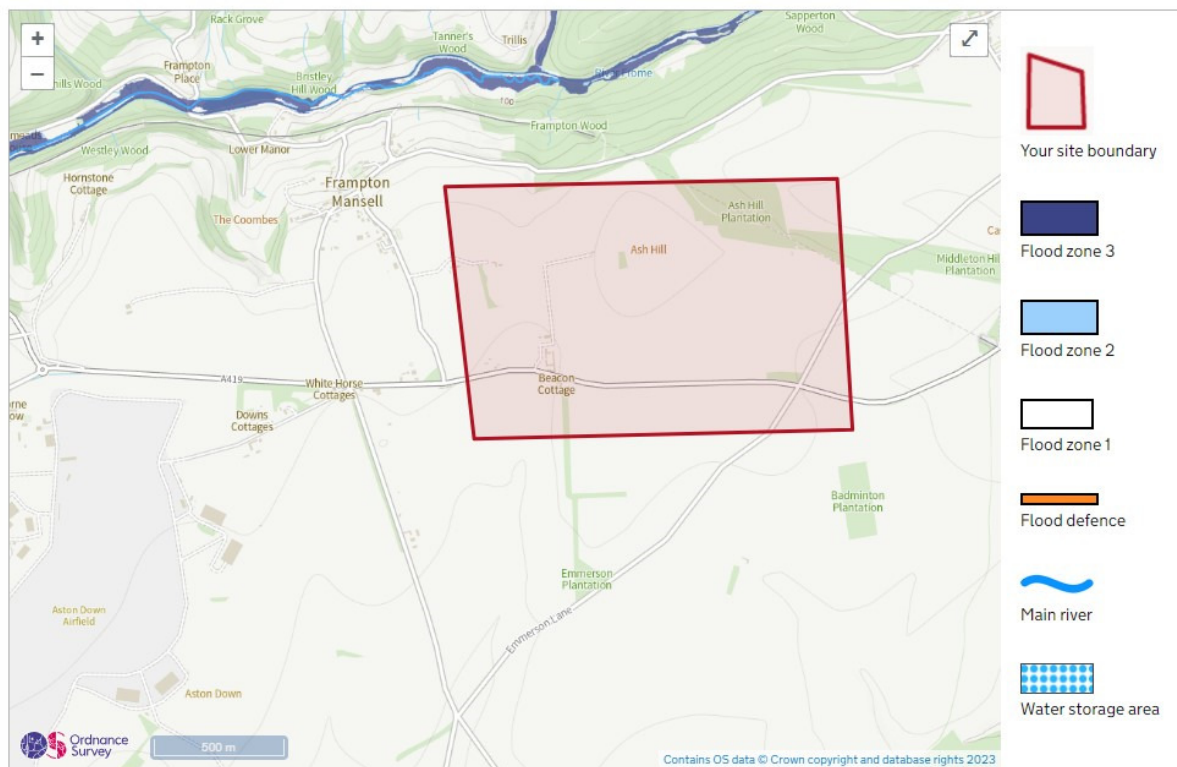 Rack Grove
Sapperton
Wood
Tanner's
Wood
Trillis
Frampton
Place
Bristley
Hill Wood
hills Wood
100
Frampton Wood
Westley Wood
Lower Manor
Hornstone
Cottage
Frampton
Mansell
The Coombes
Ash Hill
Plantation
Ash Hill
Middleton Hill
Plantation
A419
White Horse
Cottages
Beacon
Cottage
Downs
Cottages
Badminton
Plantation
Emmerson
Plantation
Emmerson Lane
Aston Down
Airfield
Aston Down
Ordnance
Survey
500 m
Contains OS data © Crown copyright and database rights 2023
+
−
Your site boundary
Flood zone 3
Flood zone 2
Flood zone 1
Flood defence
Main river
Water storage area